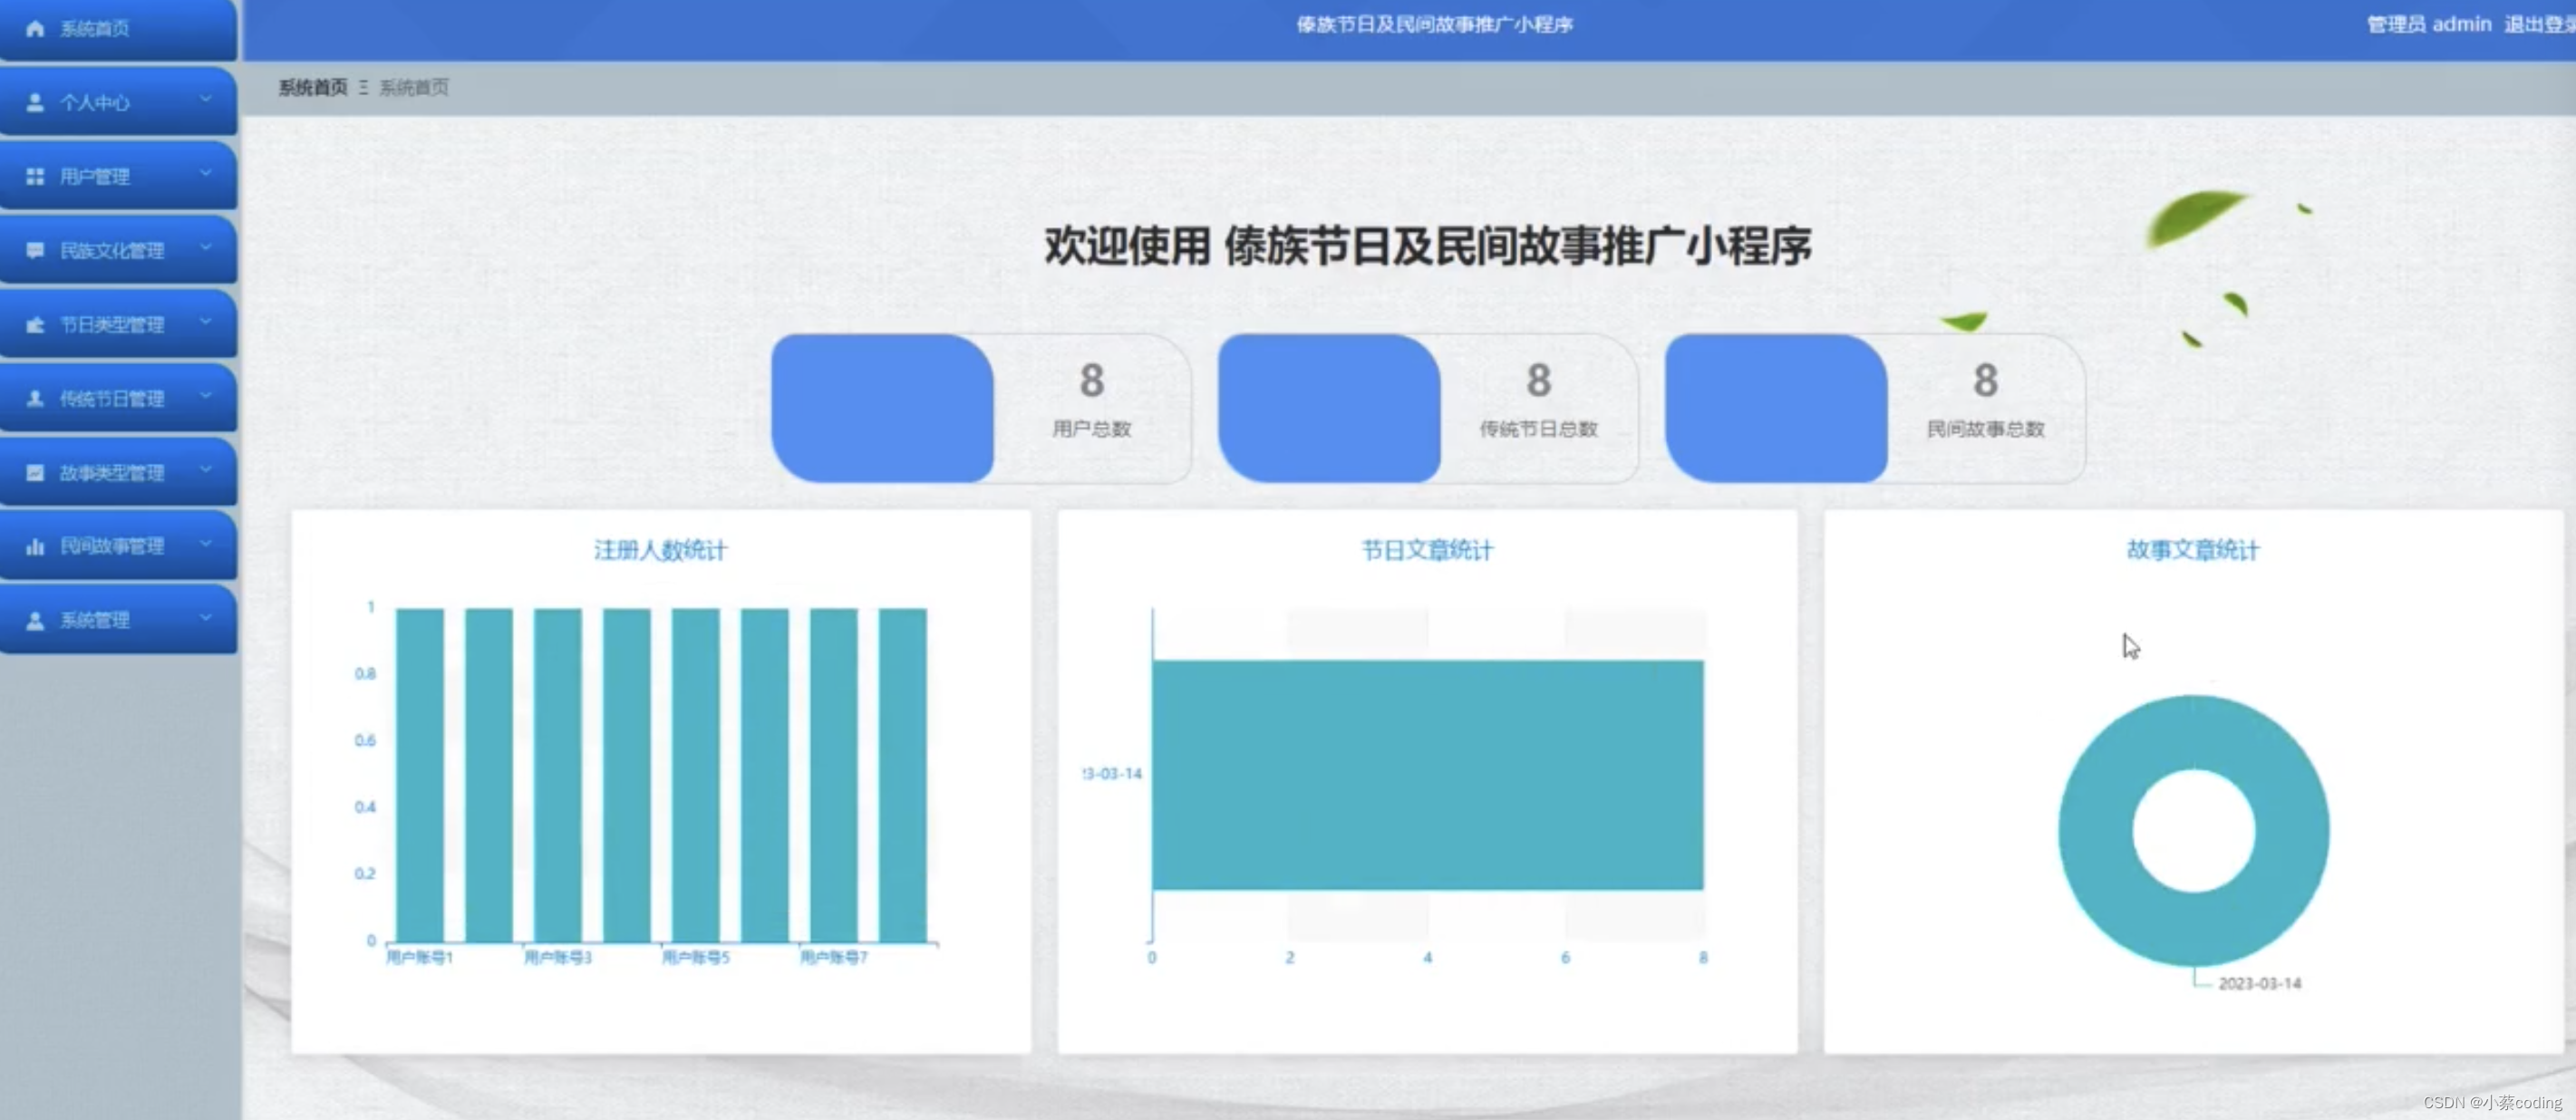 系统首页
个人中心
用户管理
民族文化管理
节日类型管理
传统节日管理
故事类型管理
民间故事管理
系统管理
傣族节日及民间故事推广小程序
管理员 admin 退出登录
系统首页 Ξ 系统首页
欢迎使用 傣族节日及民间故事推广小程序
8
用户总数
8
传统节日总数
8
民间故事总数
注册人数统计
1
0.8
0.6
0.4
0.2
0
用户账号1 用户账号3 用户账号5 用户账号7
节日文章统计
3-03-14
0 2 4 6 8
故事文章统计
2023-03-14
CSDN @小蔡coding